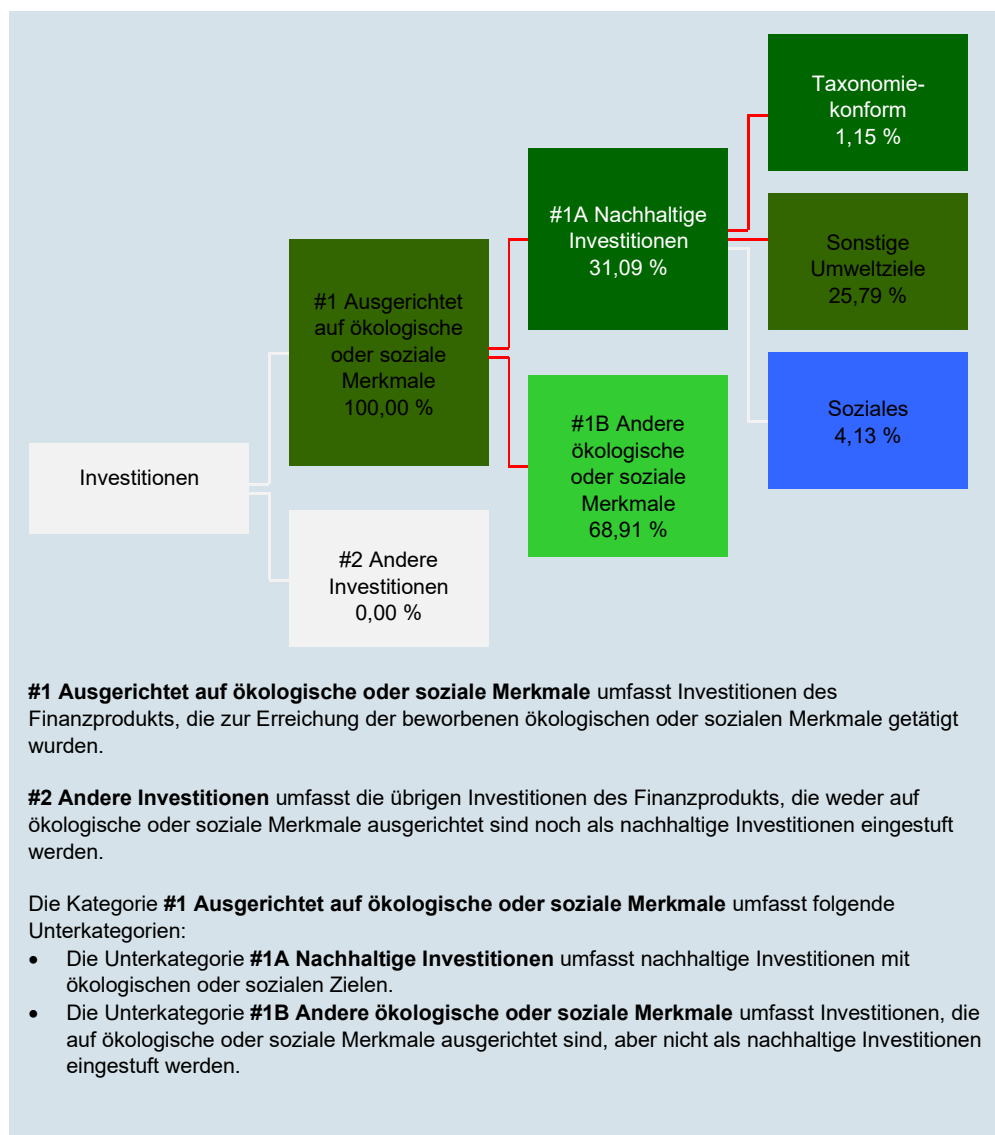 Taxonomie-
konform
1,15 %
#1A Nachhaltige
Investitionen
31,09 %
Sonstige
Umweltziele
25,79 %
#1 Ausgerichtet
auf ökologische
oder soziale
Merkmale
100,00 %
Soziales
4,13 %
#1B Andere
ökologische
oder soziale
Merkmale
68,91 %
Investitionen
#2 Andere
Investitionen
0,00 %
#1 Ausgerichtet auf ökologische oder soziale Merkmale umfasst Investitionen des
Finanzprodukts, die zur Erreichung der beworbenen ökologischen oder sozialen Merkmale getätigt
wurden.
#2 Andere Investitionen umfasst die übrigen Investitionen des Finanzprodukts, die weder auf
ökologische oder soziale Merkmale ausgerichtet sind noch als nachhaltige Investitionen eingestuft
werden.
Die Kategorie #1 Ausgerichtet auf ökologische oder soziale Merkmale umfasst folgende
Unterkategorien:
• Die Unterkategorie #1A Nachhaltige Investitionen umfasst nachhaltige Investitionen mit
ökologischen oder sozialen Zielen.
• Die Unterkategorie #1B Andere ökologische oder soziale Merkmale umfasst Investitionen, die
auf ökologische oder soziale Merkmale ausgerichtet sind, aber nicht als nachhaltige Investitionen
eingestuft werden.